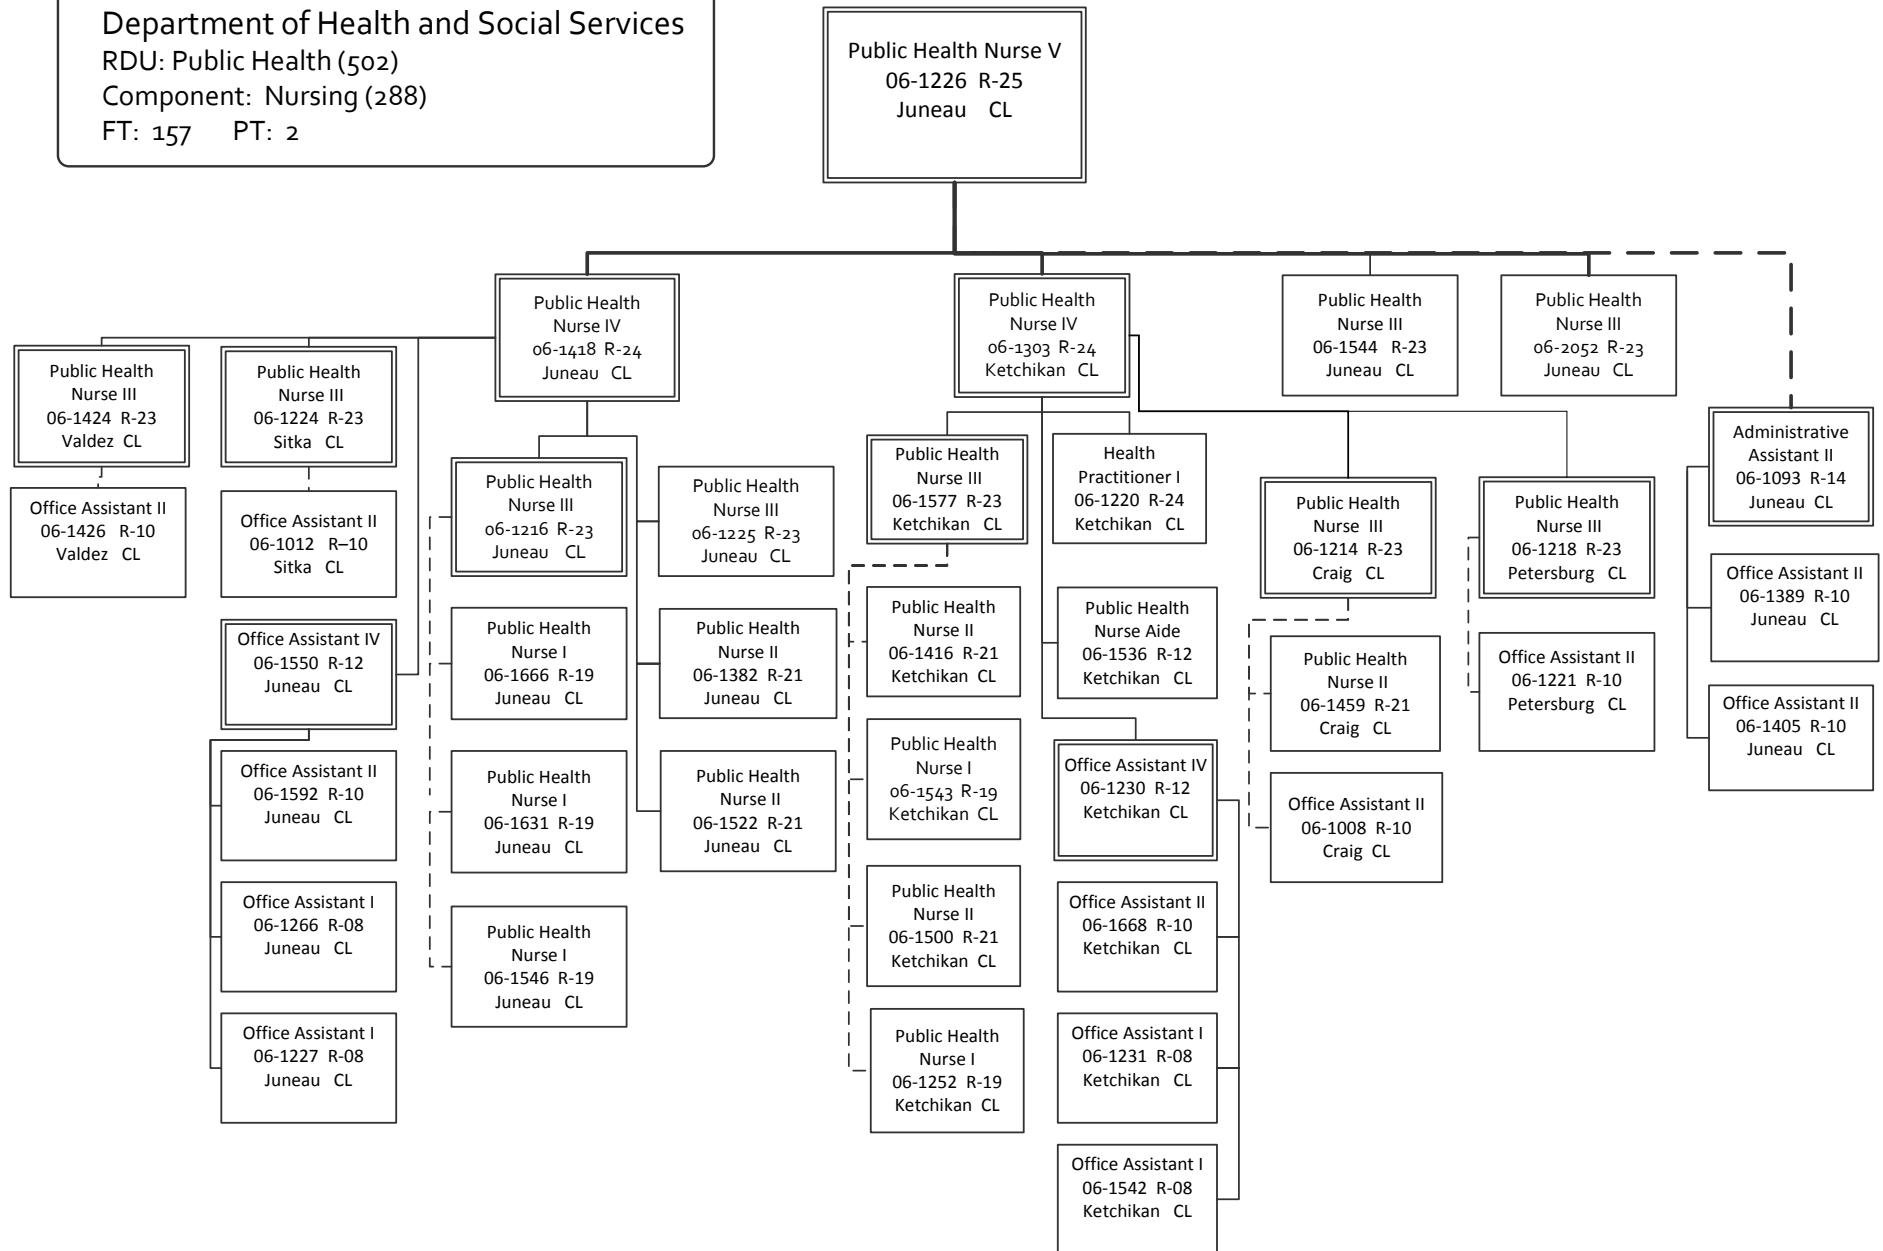 Department of Health and Social Services
RDU: Public Health (502)
Component: Nursing (288)
FT: 157 PT: 2
Public Health Nurse V
06-1226 R-25
Juneau CL
Public Health
Nurse IV
06-1418 R-24
Juneau CL
Public Health
Nurse IV
06-1303 R-24
Ketchikan CL
Public Health
Nurse III
06-1544 R-23
Juneau CL
Public Health
Nurse III
06-2052 R-23
Juneau CL
Public Health
Nurse III
06-1424 R-23
Valdez CL
Public Health
Nurse III
06-1224 R-23
Sitka CL
Office Assistant II
06-1426 R-10
Valdez CL
Office Assistant II
06-1012 R–10
Sitka CL
Office Assistant IV
06-1550 R-12
Juneau CL
Office Assistant II
06-1592 R-10
Juneau CL
Office Assistant I
06-1266 R-08
Juneau CL
Office Assistant I
06-1227 R-08
Juneau CL
Public Health
Nurse III
06-1216 R-23
Juneau CL
Public Health
Nurse I
06-1666 R-19
Juneau CL
Public Health
Nurse I
06-1631 R-19
Juneau CL
Public Health
Nurse I
06-1546 R-19
Juneau CL
Public Health
Nurse III
06-1225 R-23
Juneau CL
Public Health
Nurse II
06-1382 R-21
Juneau CL
Public Health
Nurse II
06-1522 R-21
Juneau CL
Public Health
Nurse III
06-1577 R-23
Ketchikan CL
Public Health
Nurse II
06-1416 R-21
Ketchikan CL
Public Health
Nurse I
06-1543 R-19
Ketchikan CL
Public Health
Nurse II
06-1500 R-21
Ketchikan CL
Public Health
Nurse I
06-1252 R-19
Ketchikan CL
Health
Practitioner I
06-1220 R-24
Ketchikan CL
Public Health
Nurse Aide
06-1536 R-12
Ketchikan CL
Office Assistant IV
06-1230 R-12
Ketchikan CL
Office Assistant II
06-1668 R-10
Ketchikan CL
Office Assistant I
06-1231 R-08
Ketchikan CL
Office Assistant I
06-1542 R-08
Ketchikan CL
Public Health
Nurse III
06-1214 R-23
Craig CL
Public Health
Nurse II
06-1459 R-21
Craig CL
Office Assistant II
06-1008 R-10
Craig CL
Public Health
Nurse III
06-1218 R-23
Petersburg CL
Office Assistant II
06-1221 R-10
Petersburg CL
Administrative
Assistant II
06-1093 R-14
Juneau CL
Office Assistant II
06-1389 R-10
Juneau CL
Office Assistant II
06-1405 R-10
Juneau CL